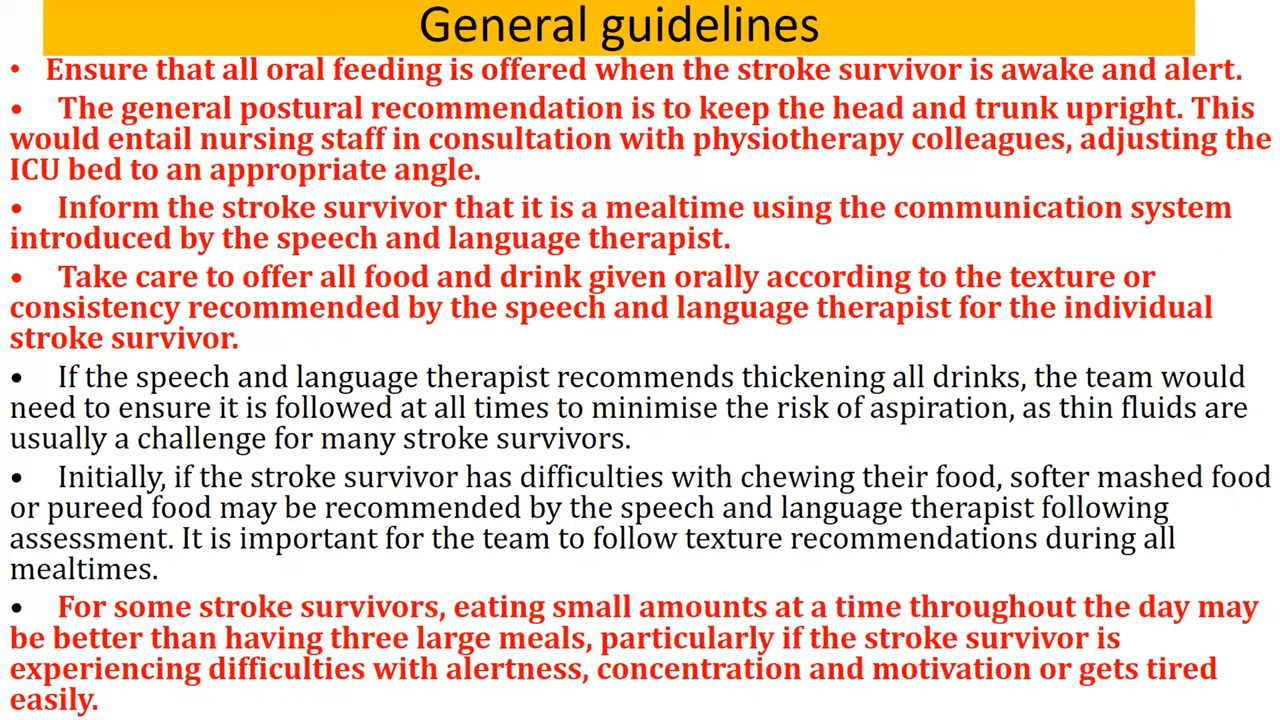 General guidelines
• Ensure that all oral feeding is offered when the stroke survivor is awake and alert.
• The general postural recommendation is to keep the head and trunk upright. This
would entail nursing staff in consultation with physiotherapy colleagues, adjusting the
ICU bed to an appropriate angle.
• Inform the stroke survivor that it is a mealtime using the communication system
introduced by the speech and language therapist.
• Take care to offer all food and drink given orally according to the texture or
consistency recommended by the speech and language therapist for the individual
stroke survivor.
• If the speech and language therapist recommends thickening all drinks, the team would
need to ensure it is followed at all times to minimise the risk of aspiration, as thin fluids are
usually a challenge for many stroke survivors.
• Initially, if the stroke survivor has difficulties with chewing their food, softer mashed food
or pureed food may be recommended by the speech and language therapist following
assessment. It is important for the team to follow texture recommendations during all
mealtimes.
• For some stroke survivors, eating small amounts at a time throughout the day may
be better than having three large meals, particularly if the stroke survivor is
experiencing difficulties with alertness, concentration and motivation or gets tired
easily.